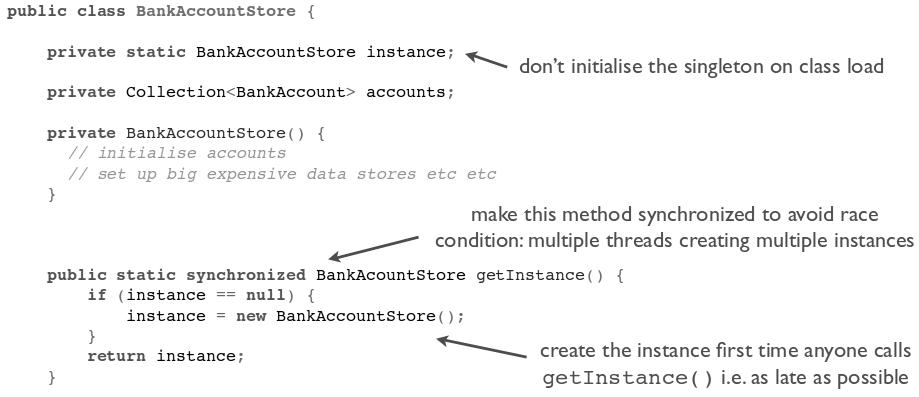 public class BankAccountStore {
private static BankAccountStore instance;
don't initialise the singleton on class load
private Collection<BankAccount> accounts;
private BankAccountStore() {
// initialise accounts
// set up big expensive data stores etc etc
}
make this method synchronized to avoid race
condition: multiple threads creating multiple instances
public static synchronized BankAcountStore getInstance() {
if (instance == null) {
instance = new BankAccountStore();
}
return instance;
}
create the instance first time anyone calls
getInstance() i.e. as late as possible